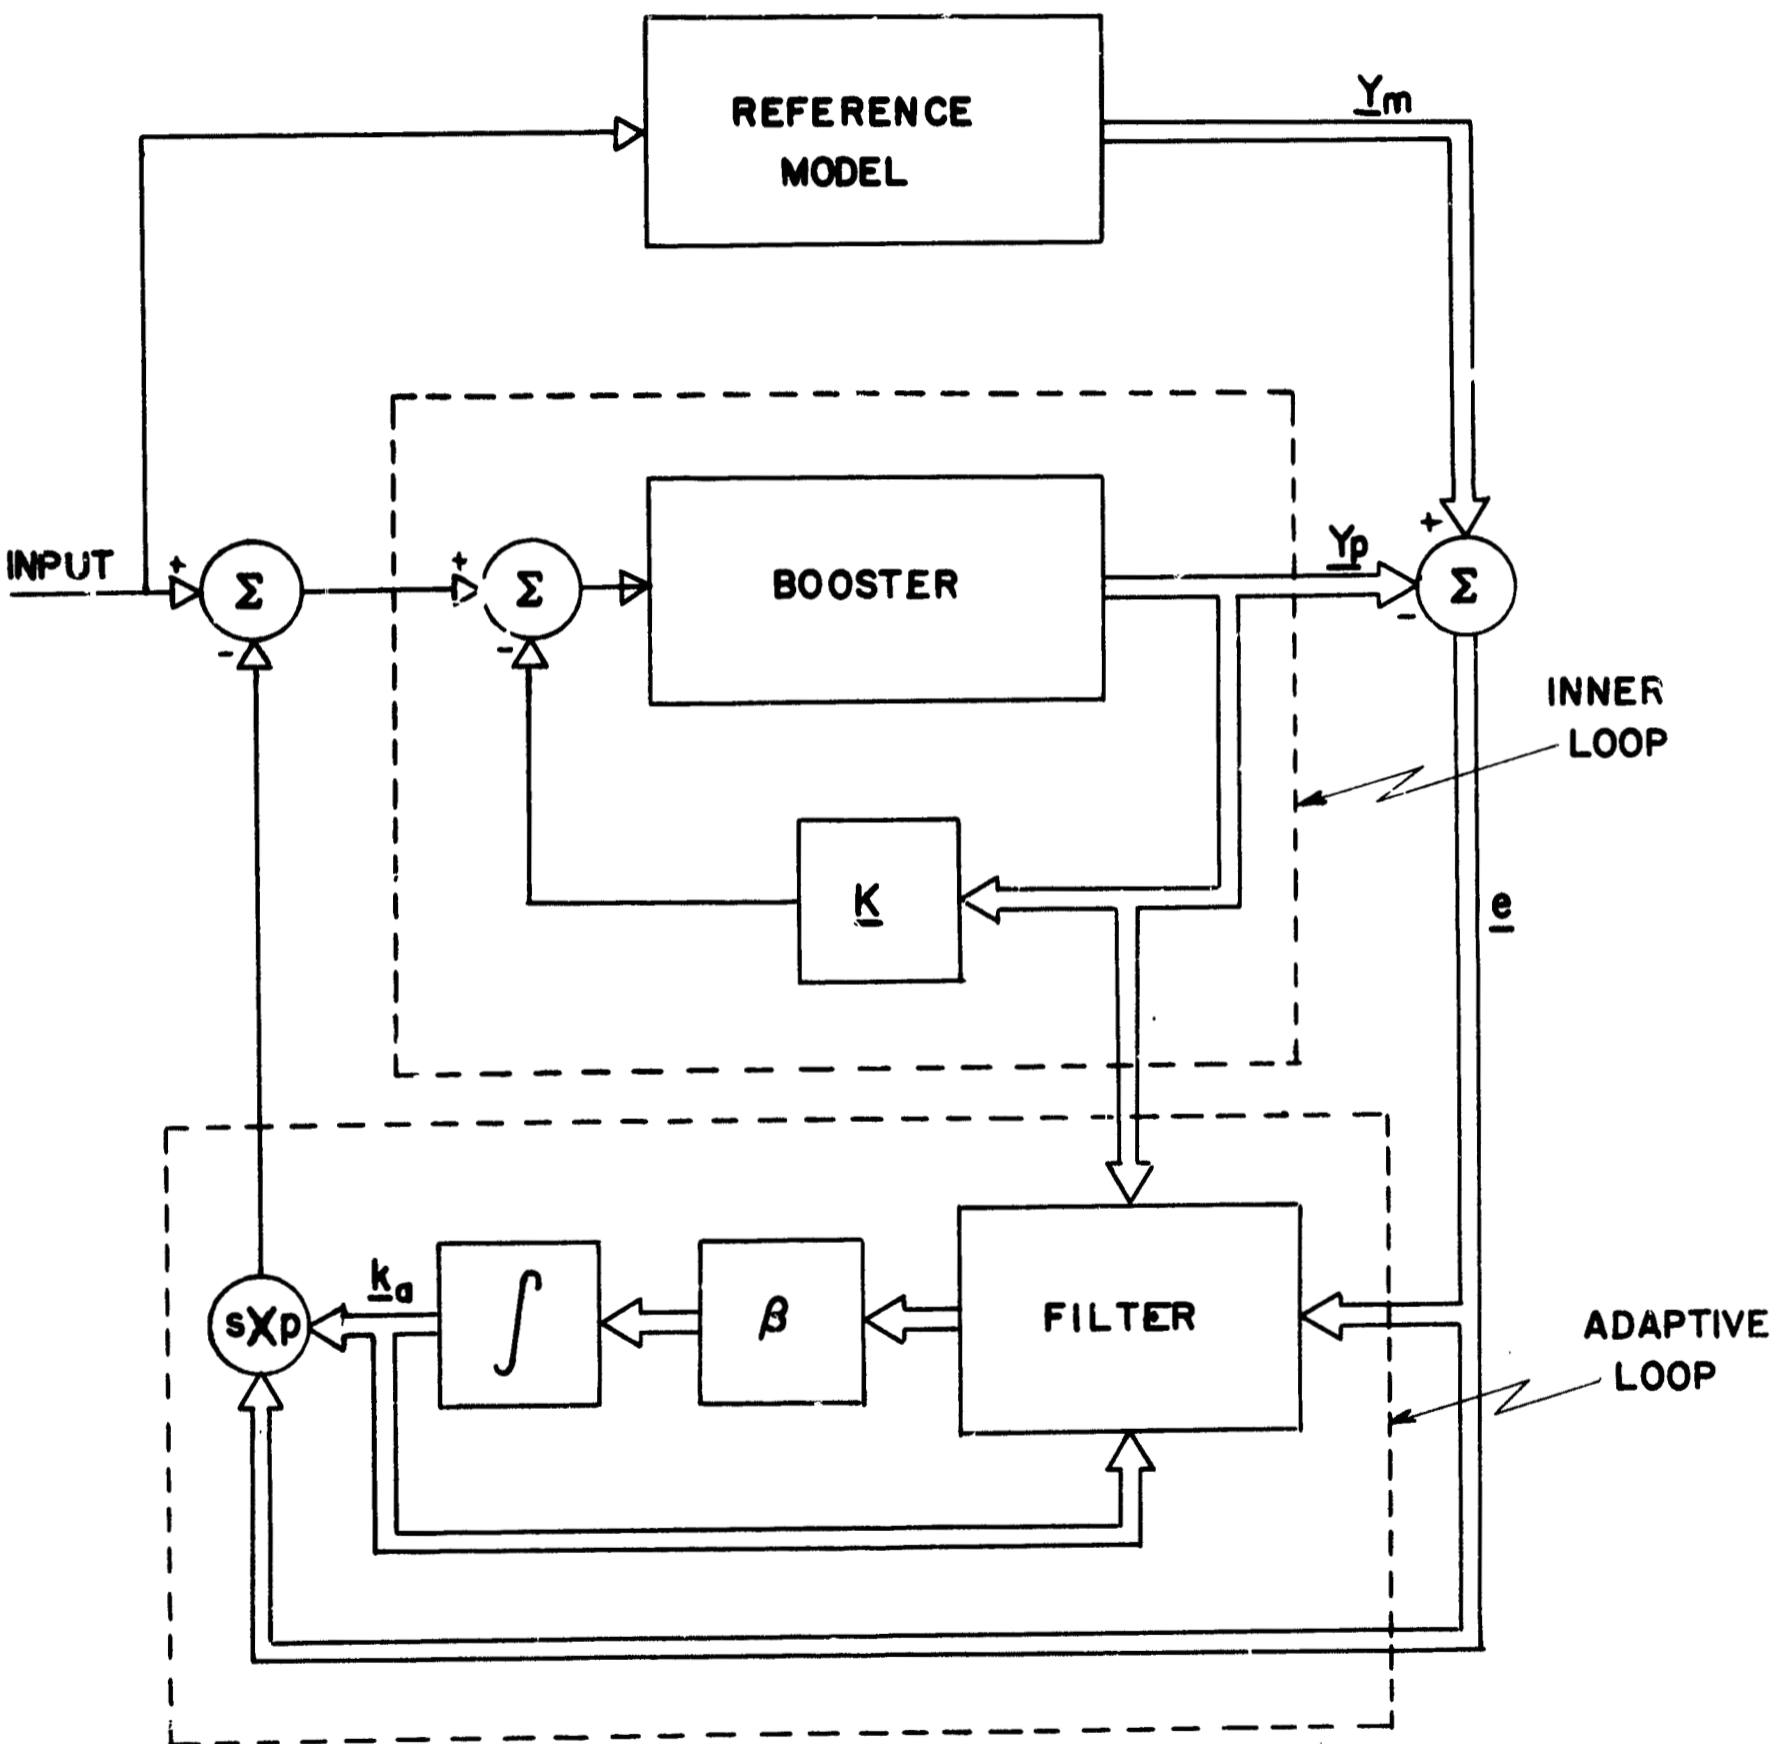 REFERENCE
MODEL
Ym
INPUT
+
-
Σ
+
-
Σ
BOOSTER
Yp
+
-
Σ
INNER
LOOP
K
e
ka
sXp
∫
β
FILTER
ADAPTIVE
LOOP